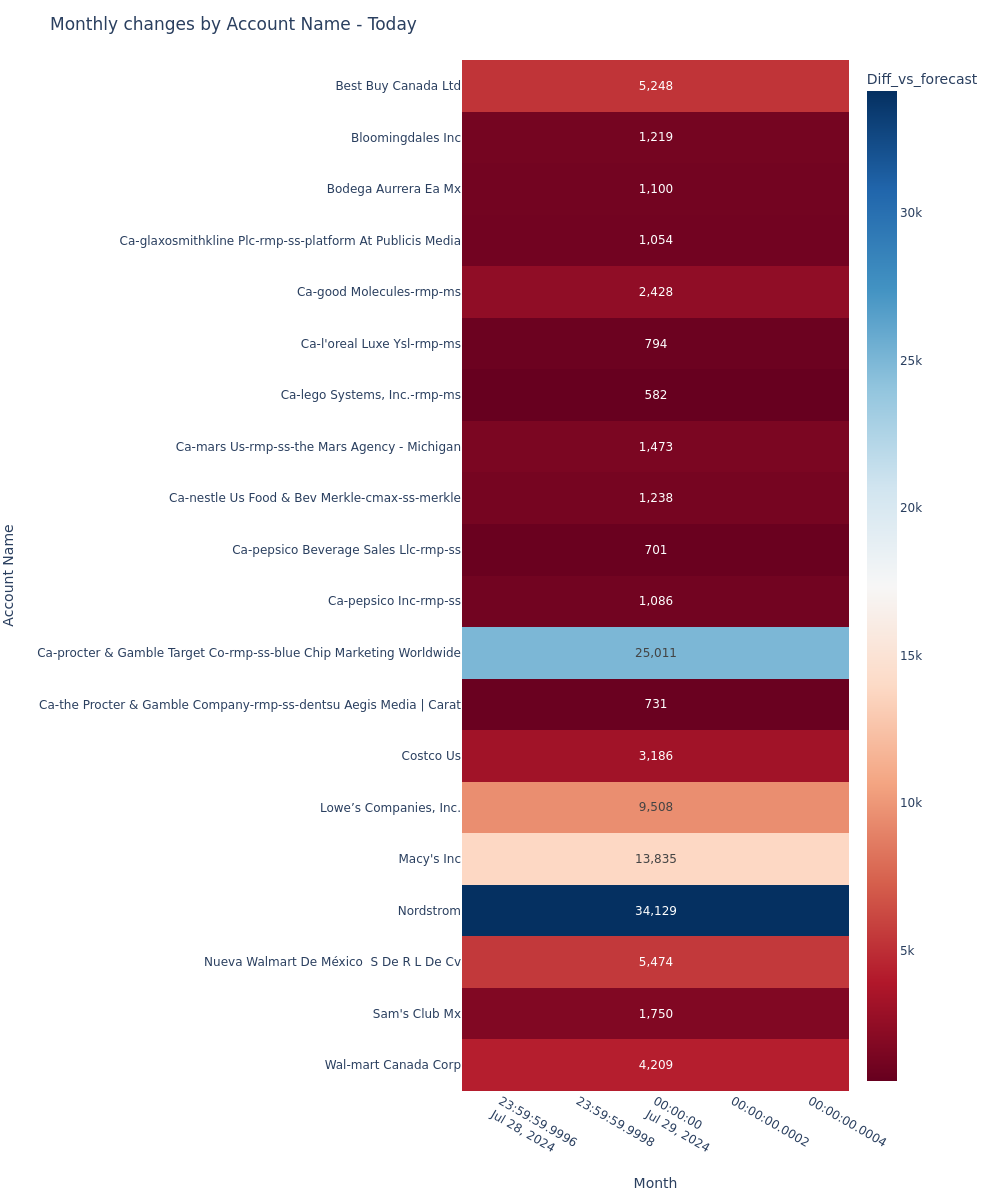 Monthly changes by Account Name - Today
Diff_vs_forecast
Best Buy Canada Ltd 5,248
Bloomingdales Inc 1,219
Bodega Aurrera Ea Mx 1,100
Ca-glaxosmithkline Plc-rmp-ss-platform At Publicis Media 1,054
Ca-good Molecules-rmp-ms 2,428
Ca-l'oreal Luxe Ysl-rmp-ms 794
Ca-lego Systems, Inc.-rmp-ms 582
Ca-mars Us-rmp-ss-the Mars Agency - Michigan 1,473
Ca-nestle Us Food & Bev Merkle-cmax-ss-merkle 1,238
Ca-pepsico Beverage Sales Llc-rmp-ss 701
Ca-pepsico Inc-rmp-ss 1,086
Ca-procter & Gamble Target Co-rmp-ss-blue Chip Marketing Worldwide 25,011
Ca-the Procter & Gamble Company-rmp-ss-dentsu Aegis Media | Carat 731
Costco Us 3,186
Lowe’s Companies, Inc. 9,508
Macy's Inc 13,835
Nordstrom 34,129
Nueva Walmart De México  S De R L De Cv 5,474
Sam's Club Mx 1,750
Wal-mart Canada Corp 4,209
Account Name
30k
25k
20k
15k
10k
5k
23:59:59.9996
Jul 28, 2024
23:59:59.9998
00:00:00
Jul 29, 2024
00:00:00.0002
00:00:00.0004
Month